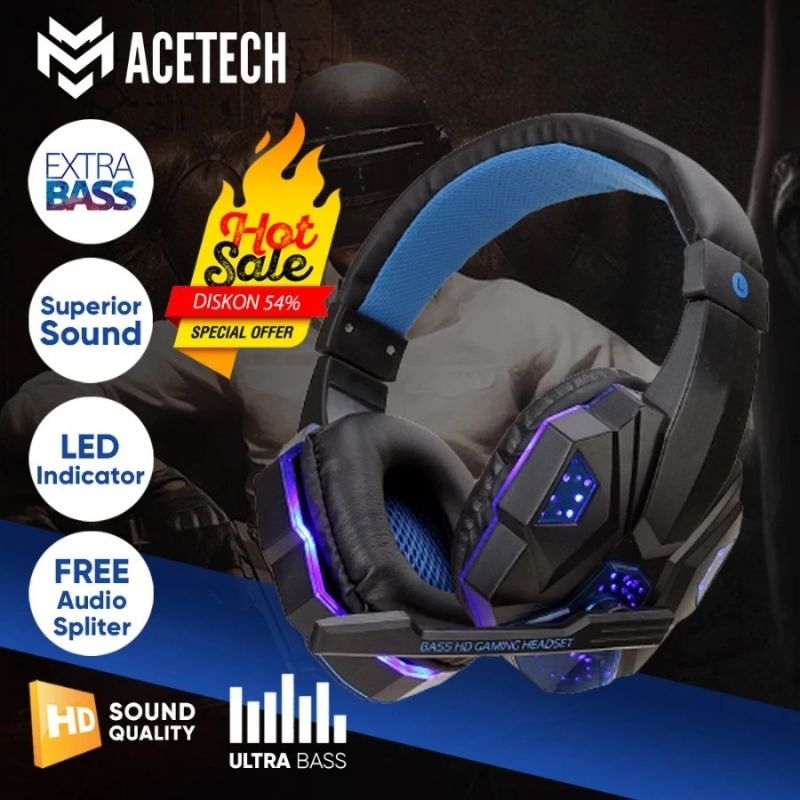 ACETECH
EXTRA
BASS
Hot
Sale
DISKON 54%
SPECIAL OFFER
Superior
Sound
L
LED
Indicator
FREE
Audio
Spliter
BASS HD GAMING HEADSET
HD
SOUND
QUALITY
ULTRA BASS